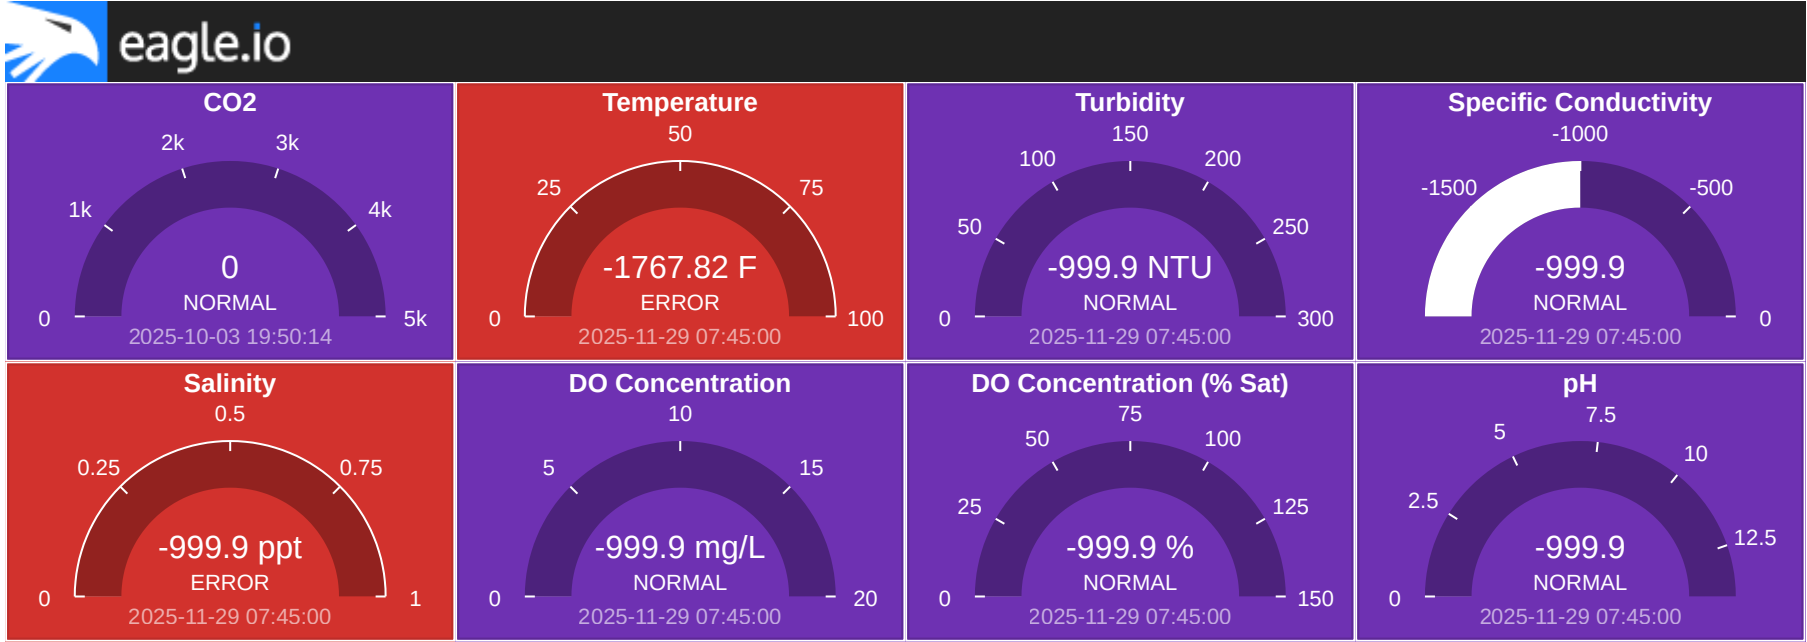 eagle.io
CO2
0
1k
2k
3k
4k
5k
0
NORMAL
2025-10-03 19:50:14
Temperature
0
25
50
75
100
-1767.82 F
ERROR
2025-11-29 07:45:00
Turbidity
0
50
100
150
200
250
300
-999.9 NTU
NORMAL
2025-11-29 07:45:00
Specific Conductivity
-1500
-1000
-500
0
-999.9
NORMAL
2025-11-29 07:45:00
Salinity
0
0.25
0.5
0.75
1
-999.9 ppt
ERROR
2025-11-29 07:45:00
DO Concentration
0
5
10
15
20
-999.9 mg/L
NORMAL
2025-11-29 07:45:00
DO Concentration (% Sat)
0
25
50
75
100
125
150
-999.9 %
NORMAL
2025-11-29 07:45:00
pH
0
2.5
5
7.5
10
12.5
-999.9
NORMAL
2025-11-29 07:45:00